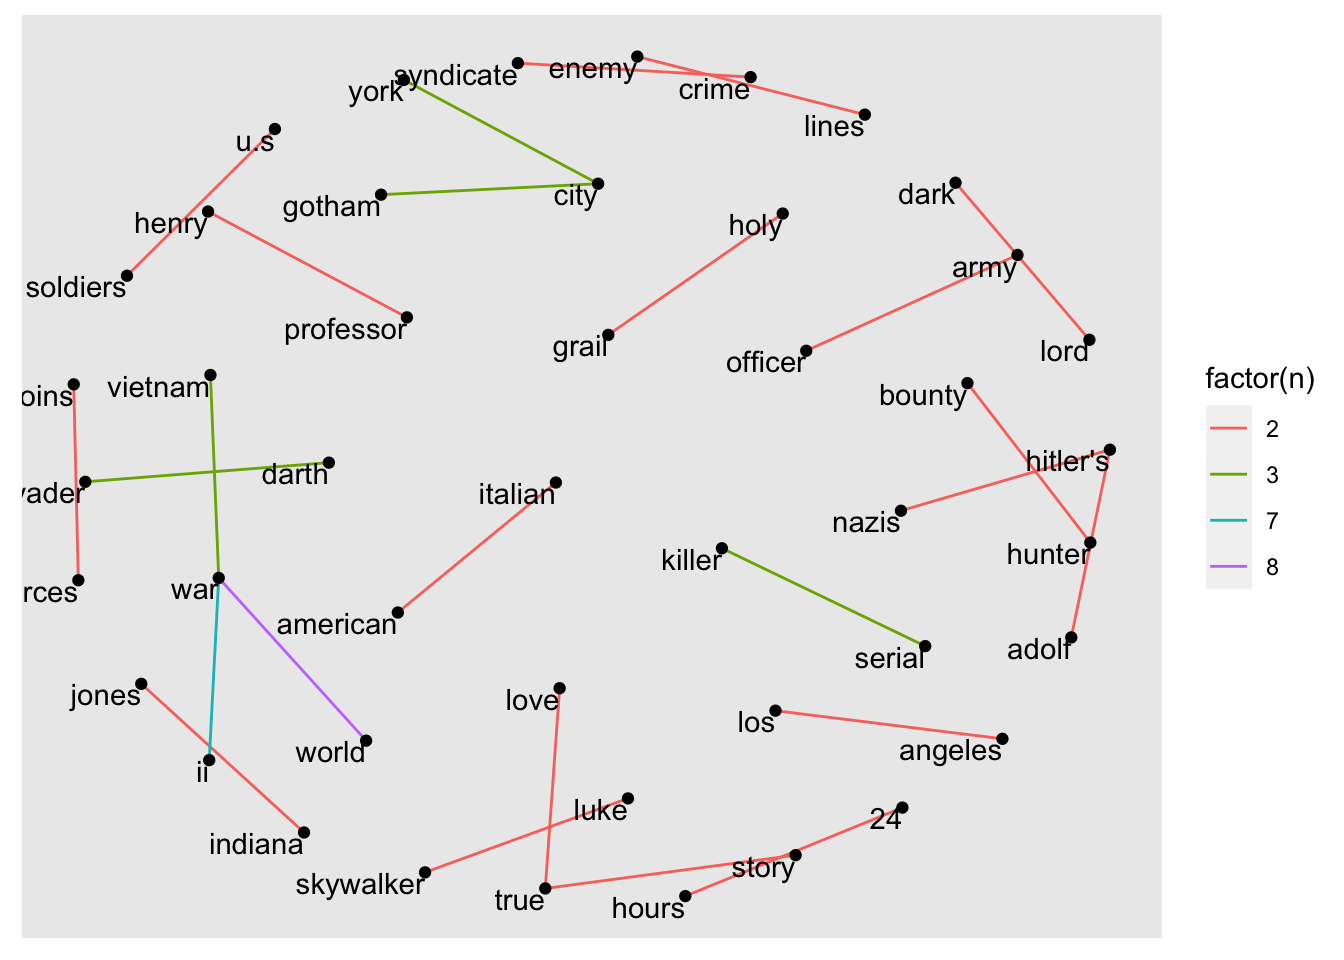 syndicate
enemy
york
crime
lines
u.s
gotham
city
dark
henry
holy
army
soldiers
professor
grail
officer
lord
oins
vietnam
bounty
vader
darth
italian
hitler's
nazis
killer
hunter
rces
war
american
serial
adolf
jones
love
los
angeles
ii
world
luke
24
indiana
skywalker
true
story
hours
factor(n)
2
3
7
8